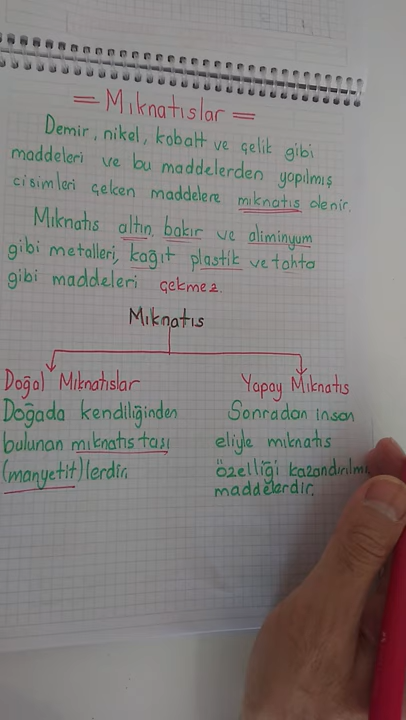 = Mıknatıslar =
Demir, nikel, kobalt ve çelik gibi
maddeleri ve bu maddelerden yapılmış
cisimleri çeken maddelere mıknatıs denir.
Mıknatıs altın, bakır ve aliminyum
gibi metalleri, kağıt plastik ve tahta
gibi maddeleri çekmez.
Mıknatıs
Doğal Mıknatıslar
Doğada kendiliğinden
bulunan mıknatıs taşı
(manyetit)lerdir.
Yapay Mıknatıs
Sonradan insan
eliyle mıknatıs
özelliği kazandırılmı
maddelerdir.